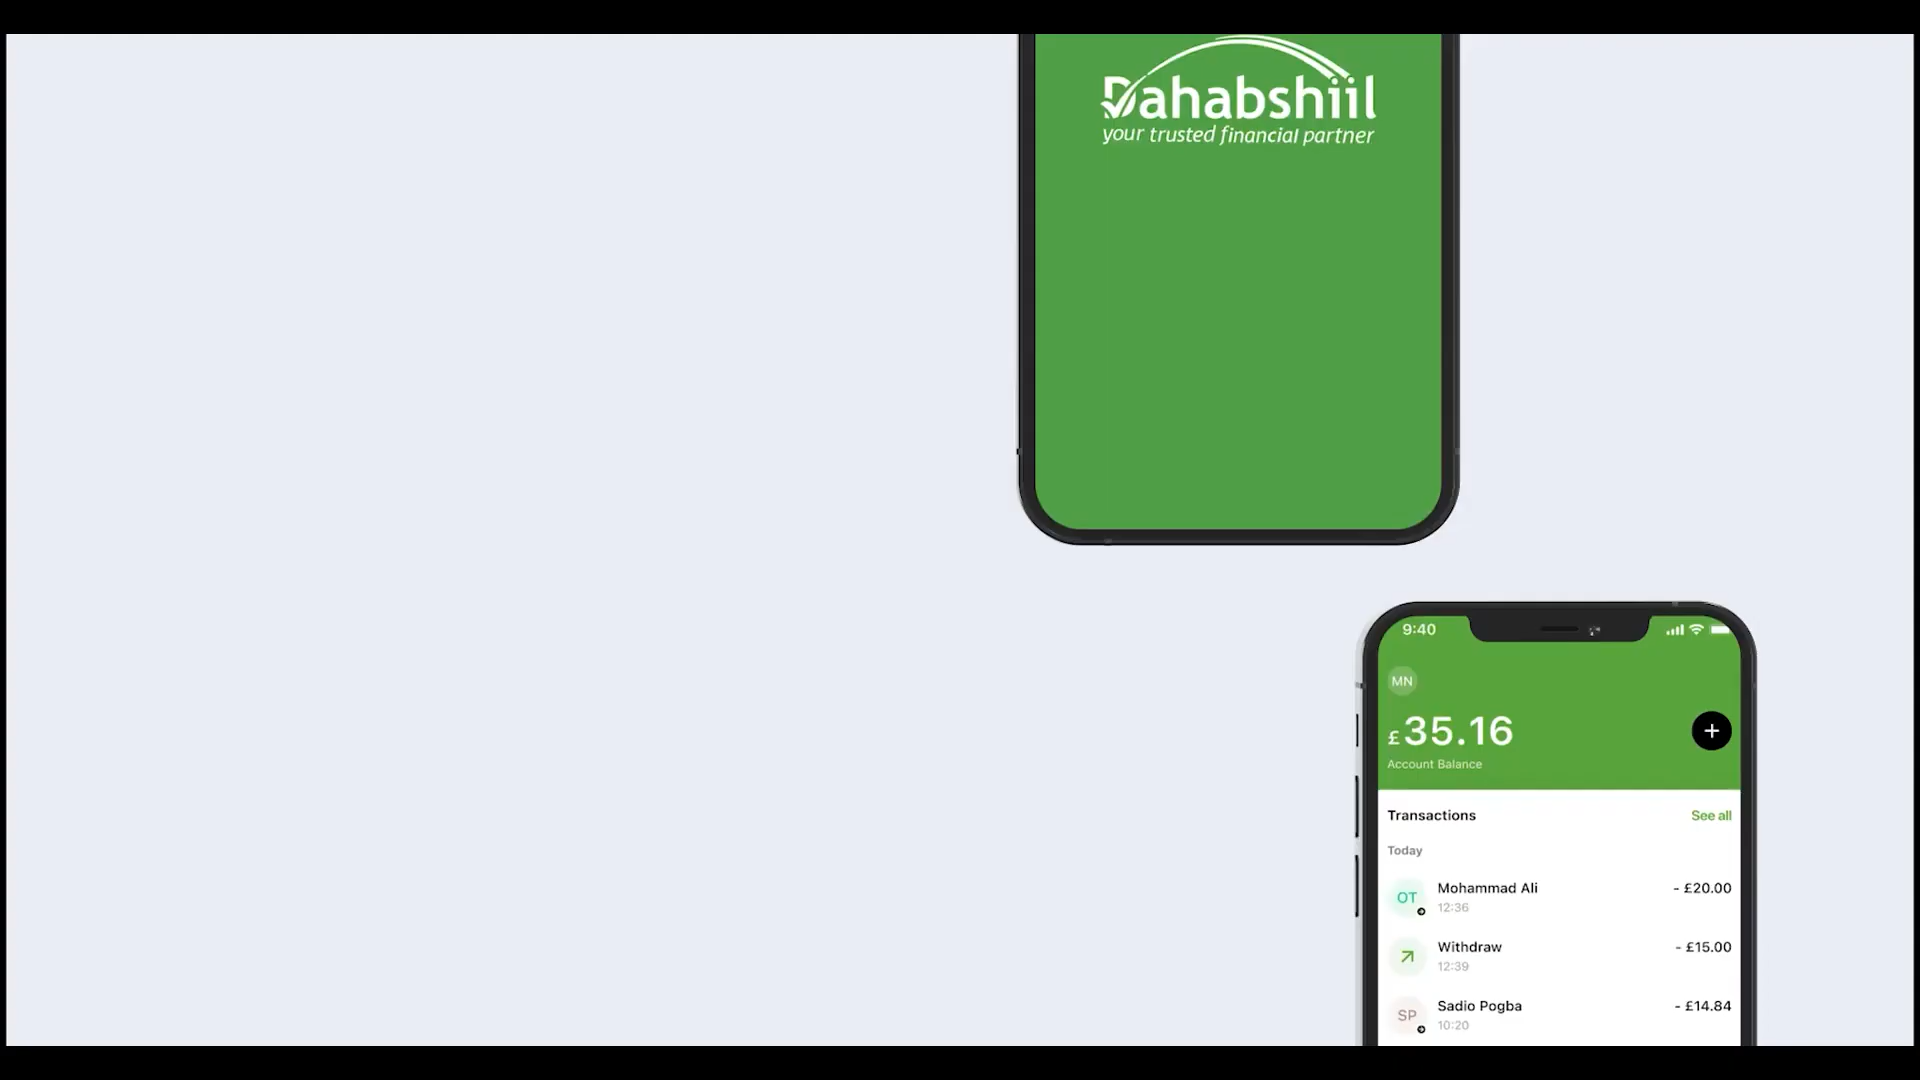 Dahabshiil
your trusted financial partner
9:40
MN
£35.16
+
Account Balance
Transactions
See all
Today
OT
Mohammad Ali
- £20.00
12:36
Withdraw
- £15.00
12:39
SP
Sadio Pogba
- £14.84
10:20